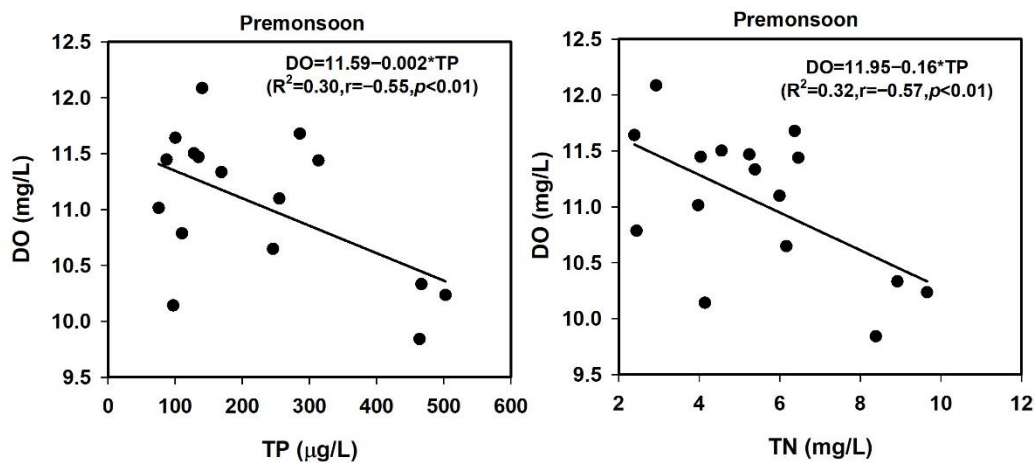 Premonsoon
DO=11.59−0.002*TP
(R²=0.30,r=−0.55,p<0.01)
12.5
12.0
11.5
11.0
10.5
10.0
9.5
DO (mg/L)
0 100 200 300 400 500 600
TP (μg/L)
Premonsoon
DO=11.95−0.16*TP
(R²=0.32,r=−0.57,p<0.01)
12.5
12.0
11.5
11.0
10.5
10.0
9.5
DO (mg/L)
2 4 6 8 10 12
TN (mg/L)